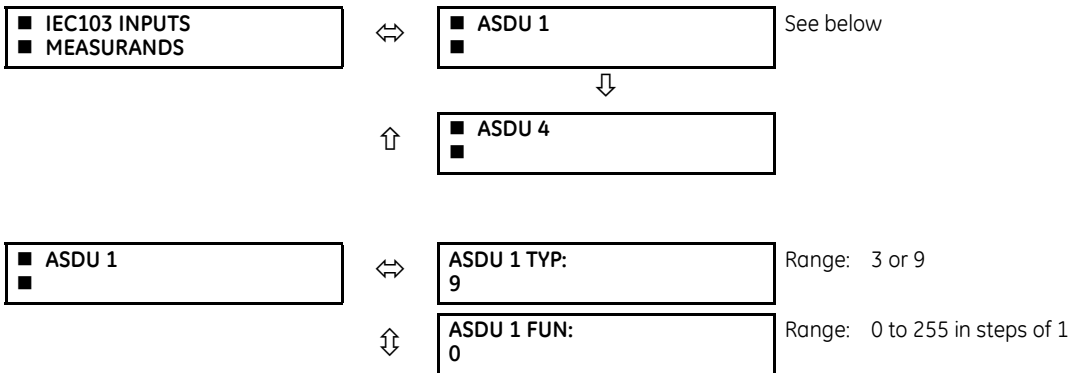 ■ IEC103 INPUTS
■ MEASURANDS
⬄
■ ASDU 1
■
See below
⇩
⇧
■ ASDU 4
■
■ ASDU 1
■
⬄
ASDU 1 TYP:
9
Range: 3 or 9
⇳
ASDU 1 FUN:
0
Range: 0 to 255 in steps of 1